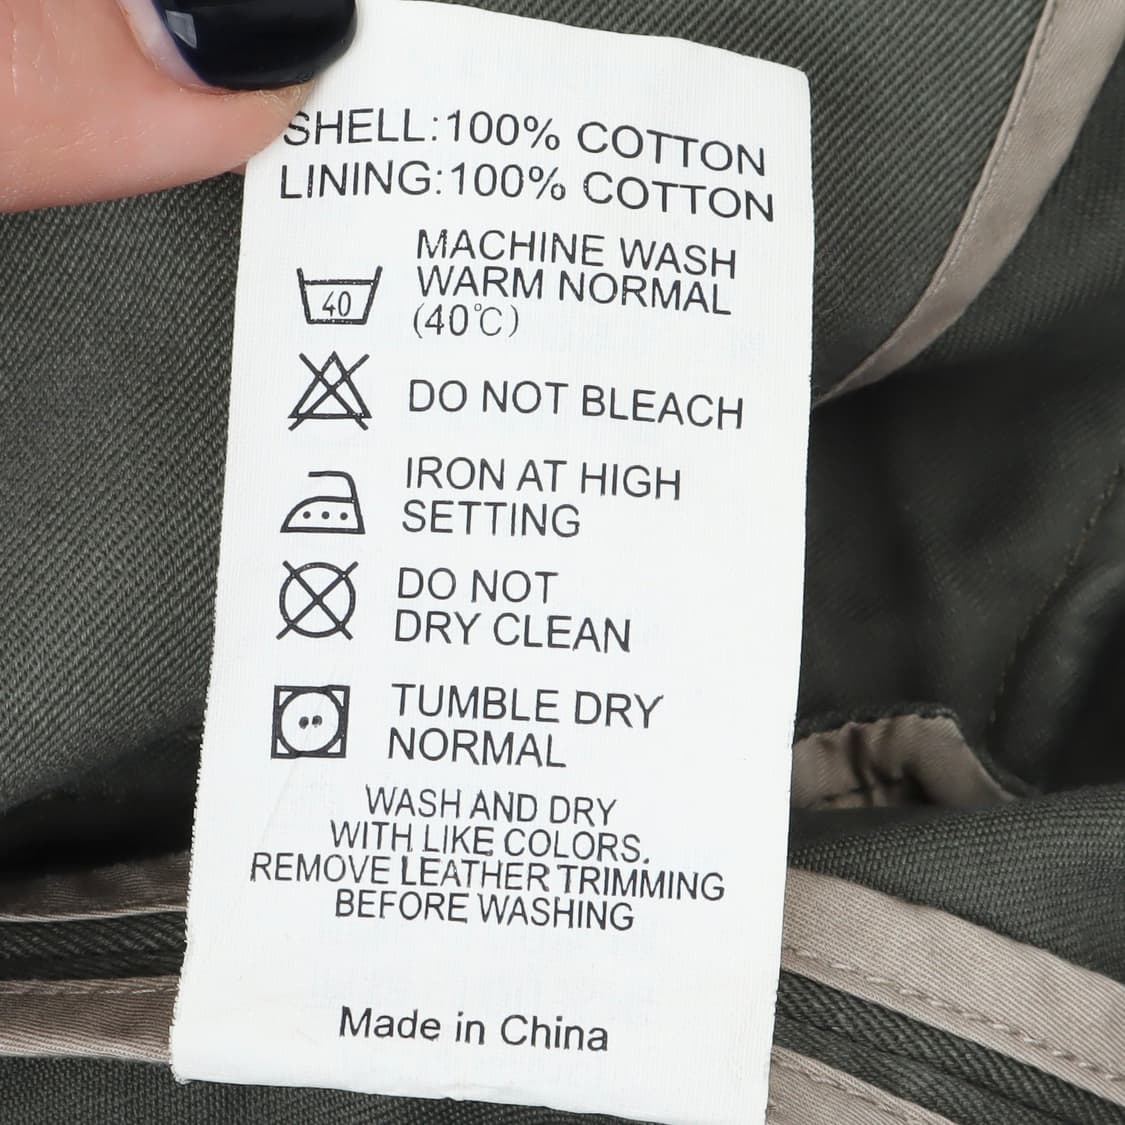 SHELL:100% COTTON
LINING:100% COTTON
MACHINE WASH
WARM NORMAL
(40℃)
40
DO NOT BLEACH
IRON AT HIGH
SETTING
DO NOT
DRY CLEAN
TUMBLE DRY
NORMAL
WASH AND DRY
WITH LIKE COLORS.
REMOVE LEATHER TRIMMING
BEFORE WASHING
Made in China